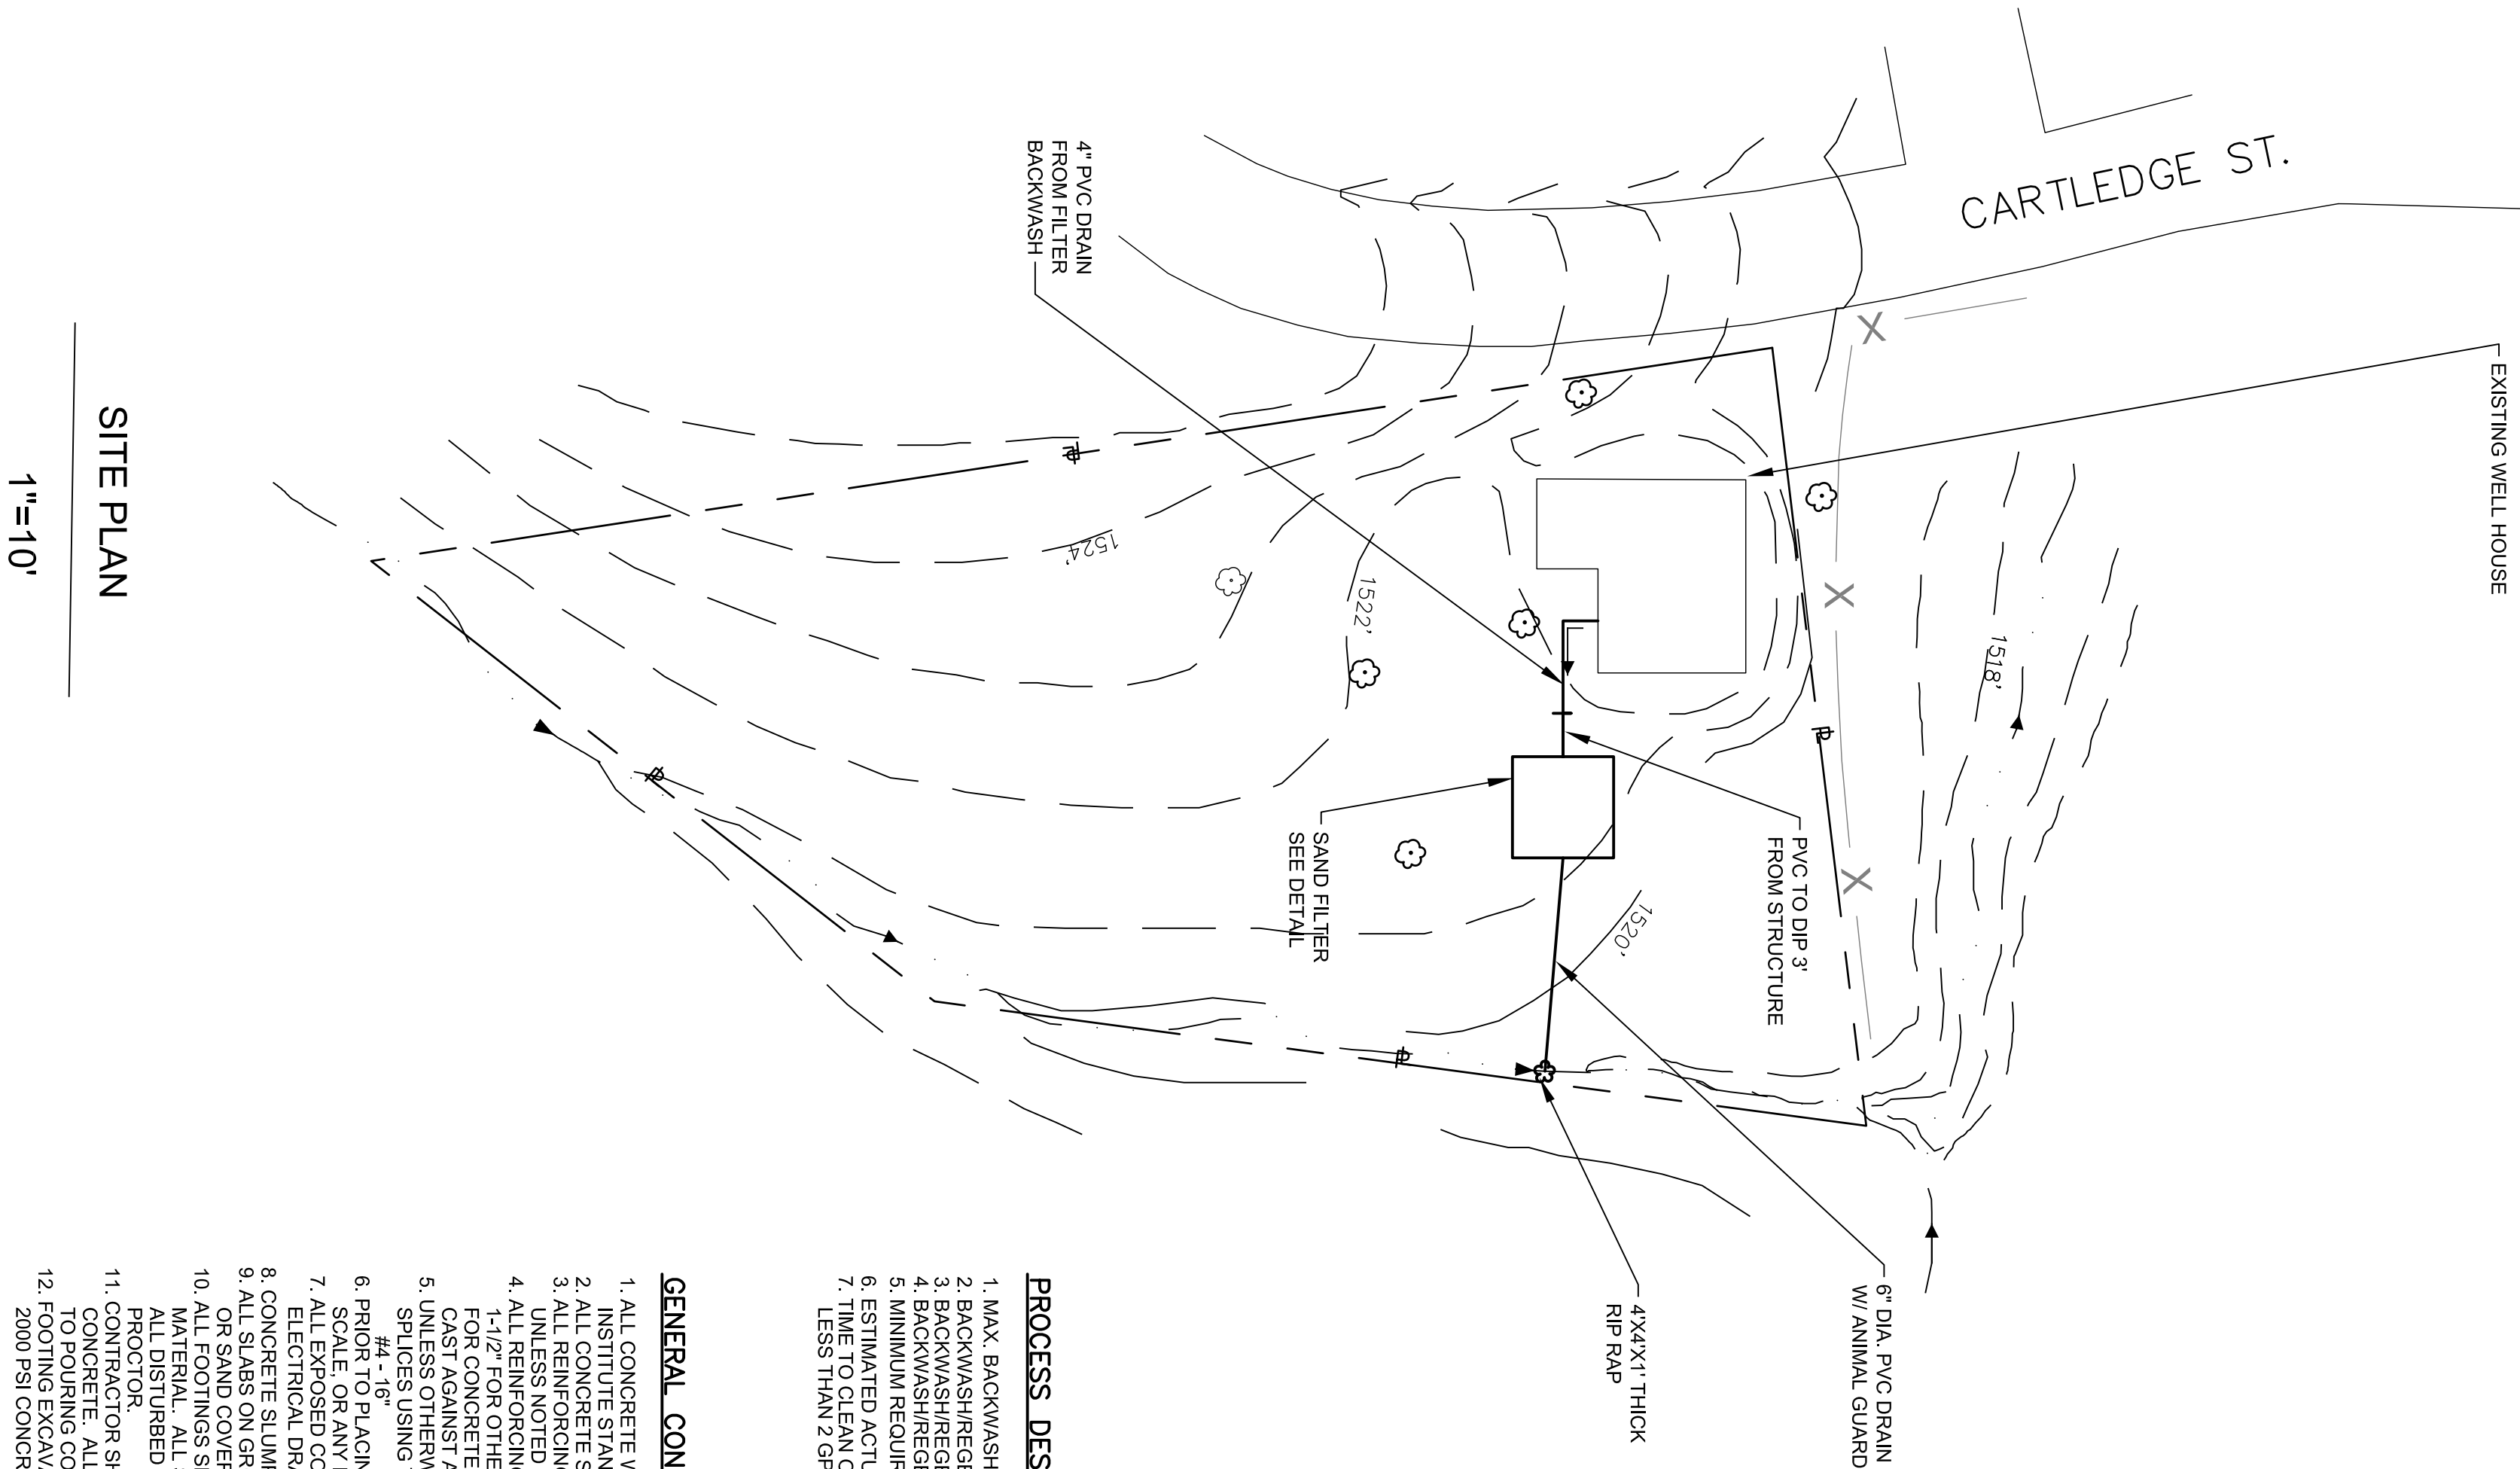 CARTLEDGE ST.
EXISTING WELL HOUSE
4" PVC DRAIN
FROM FILTER
BACKWASH
1524'
1522'
1518'
1520'
PVC TO DIP 3'
FROM STRUCTURE
SAND FILTER
SEE DETAIL
6" DIA. PVC DRAIN
W/ ANIMAL GUARD
4'X4'X1' THICK
RIP RAP
X
X
X
SITE PLAN
1"=10'
PROCESS DES
1. MAX. BACKWASH
2. BACKWASH/REGE
3. BACKWASH/REGE
4. BACKWASH/REGE
5. MINIMUM REQUIR
6. ESTIMATED ACTU
7. TIME TO CLEAN
LESS THAN 2 GP
GENERAL CON
1. ALL CONCRETE
INSTITUTE STAN
2. ALL CONCRETE S
3. ALL REINFORCING
UNLESS NOTED
4. ALL REINFORCING
1-1/2" FOR OTHE
FOR CONCRETE
CAST AGAINST
5. UNLESS OTHERW
SPLICES USING
#4 - 16"
6. PRIOR TO PLACIN
SCALE, OR ANY
7. ALL EXPOSED CO
ELECTRICAL DRA
8. CONCRETE SLUM
9. ALL SLABS ON GR
OR SAND COVER
10. ALL FOOTINGS S
MATERIAL. ALL
ALL DISTURBED
PROCTOR.
11. CONTRACTOR SH
CONCRETE. ALL
TO POURING CO
12. FOOTING EXCAV
2000 PSI CONCR